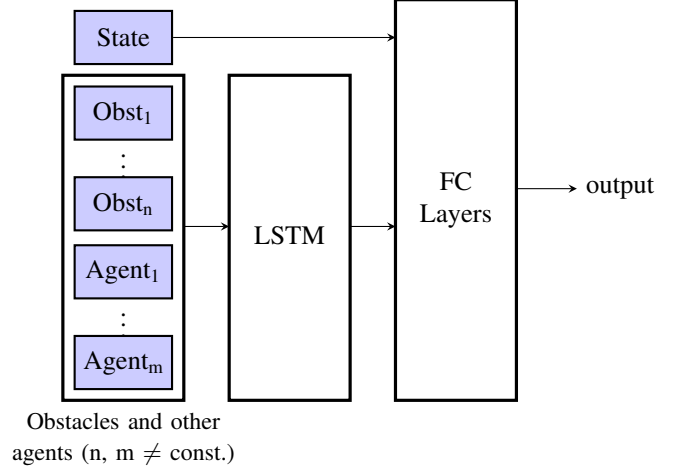 State
Obst₁
⋮
Obstₙ
Agent₁
⋮
Agentₘ
LSTM
FC
Layers
output
Obstacles and other
agents (n, m ≠ const.)